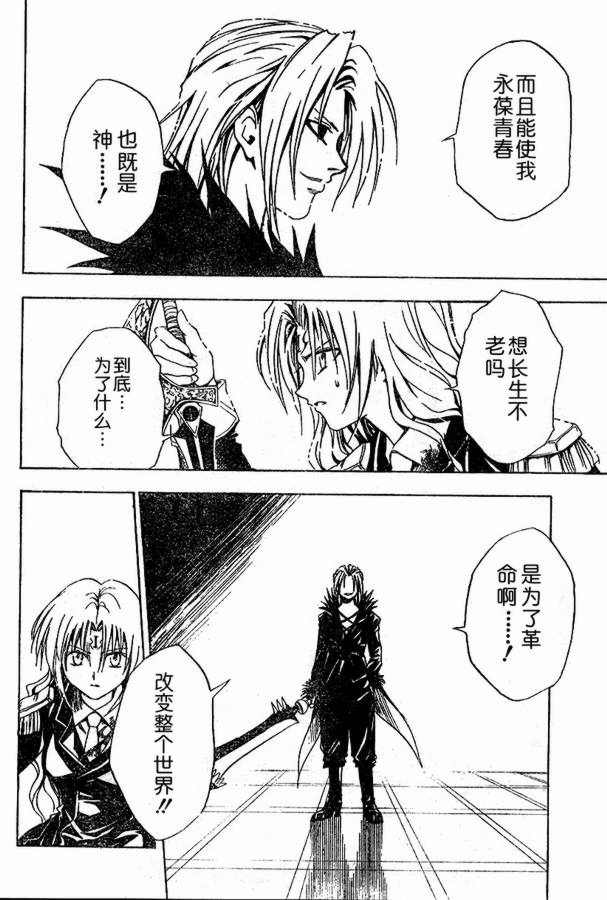 而且能使我
永葆青春
也既是
神……！
想长生不
老吗
到底…
为了什么…
是为了革
命啊
……！
改变整个世界!!